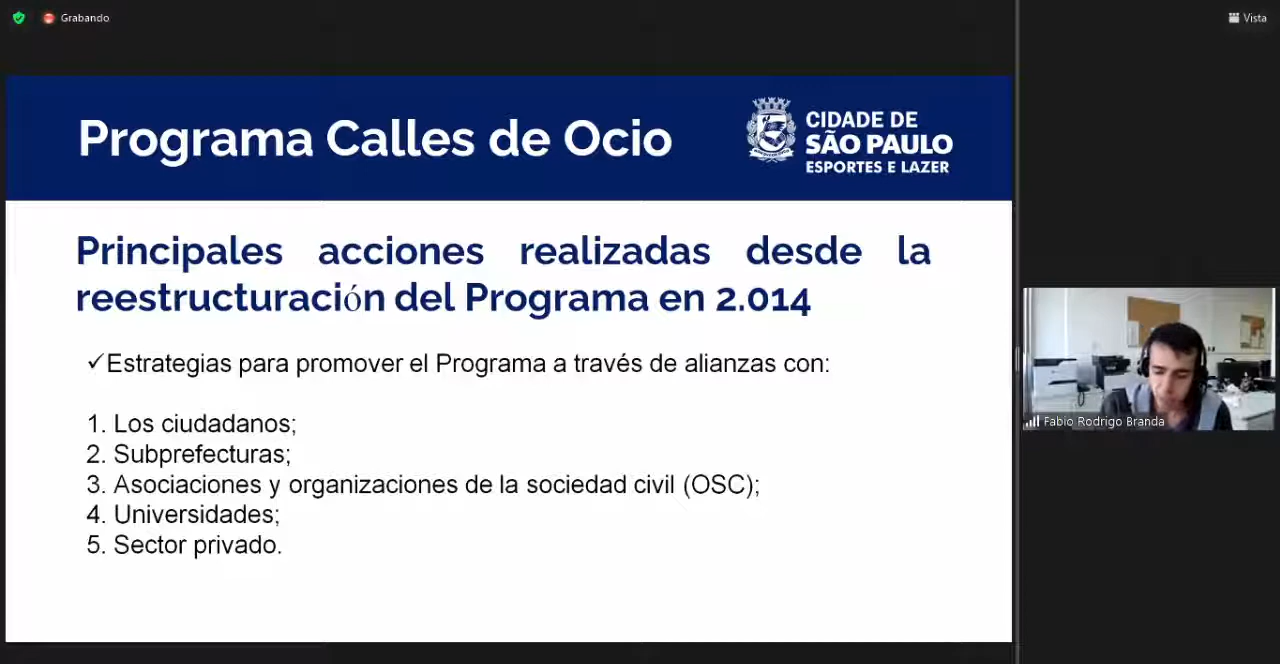 Grabando
Vista
Programa Calles de Ocio
CIDADE DE
SÃO PAULO
ESPORTES E LAZER
Principales acciones realizadas desde la
reestructuración del Programa en 2.014
✓Estrategias para promover el Programa a través de alianzas con:
1. Los ciudadanos;
2. Subprefecturas;
3. Asociaciones y organizaciones de la sociedad civil (OSC);
4. Universidades;
5. Sector privado.
Fabio Rodrigo Branda